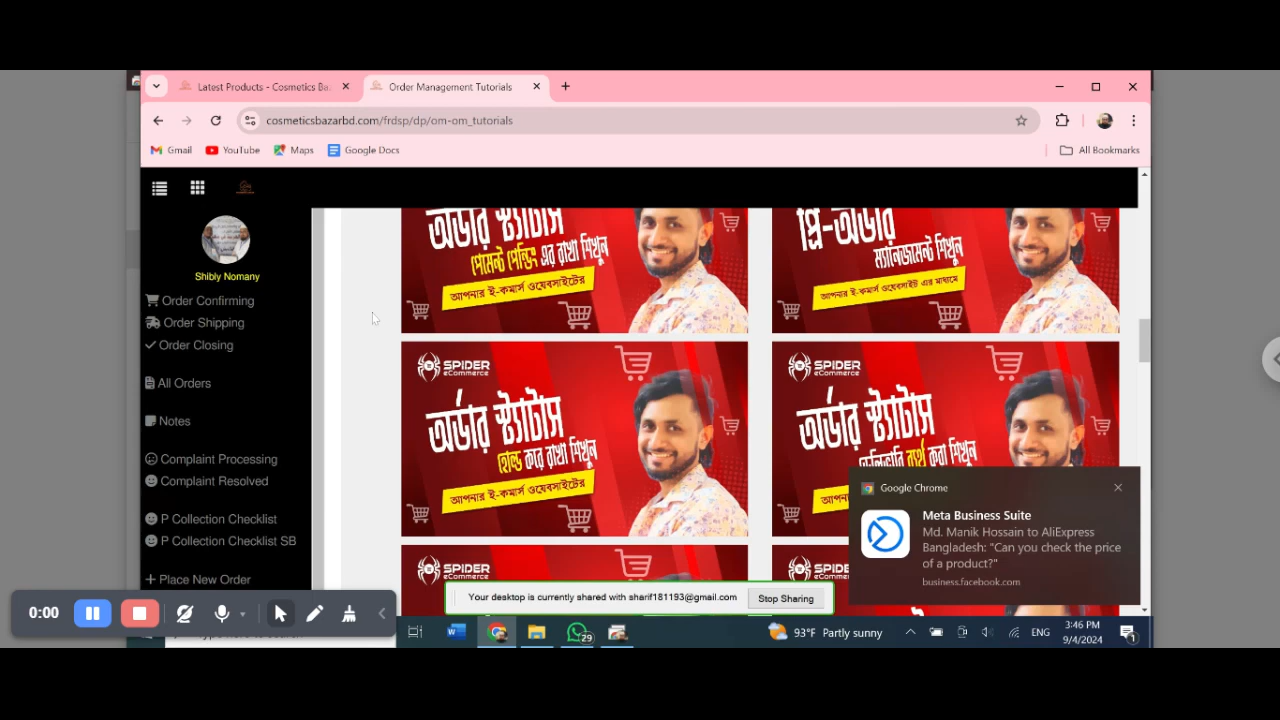 Latest Products - Cosmetics Ba
Order Management Tutorials
cosmeticsbazarbd.com/frdsp/dp/om-om_tutorials
Gmail
YouTube
Maps
Google Docs
All Bookmarks
Shibly Nomany
Order Confirming
Order Shipping
Order Closing
All Orders
Notes
Complaint Processing
Complaint Resolved
P Collection Checklist
P Collection Checklist SB
Place New Order
অর্ডার স্ট্যাটাস
পেমেন্ট পেন্ডিং এর রাখা শিখুন
আপনার ই-কমার্স ওয়েবসাইটের
প্রি-অর্ডার
ম্যানেজমেন্ট শিখুন
আপনার ই-কমার্স ওয়েবসাইট এর মাধ্যমে
SPIDER
eCommerce
অর্ডার স্ট্যাটাস
হোল্ড করে রাখা শিখুন
আপনার ই-কমার্স ওয়েবসাইটের
SPIDER
eCommerce
অর্ডার স্ট্যাটাস
ব্যর্থ করা শিখুন
SPIDER
eCommerce
SPIDER
eCommerce
Google Chrome
Meta Business Suite
Md. Manik Hossain to AliExpress
Bangladesh: "Can you check the price
of a product?"
business.facebook.com
0:00
Your desktop is currently shared with sharif181193@gmail.com
Stop Sharing
29
93°F Partly sunny
ENG
3:46 PM
9/4/2024
1